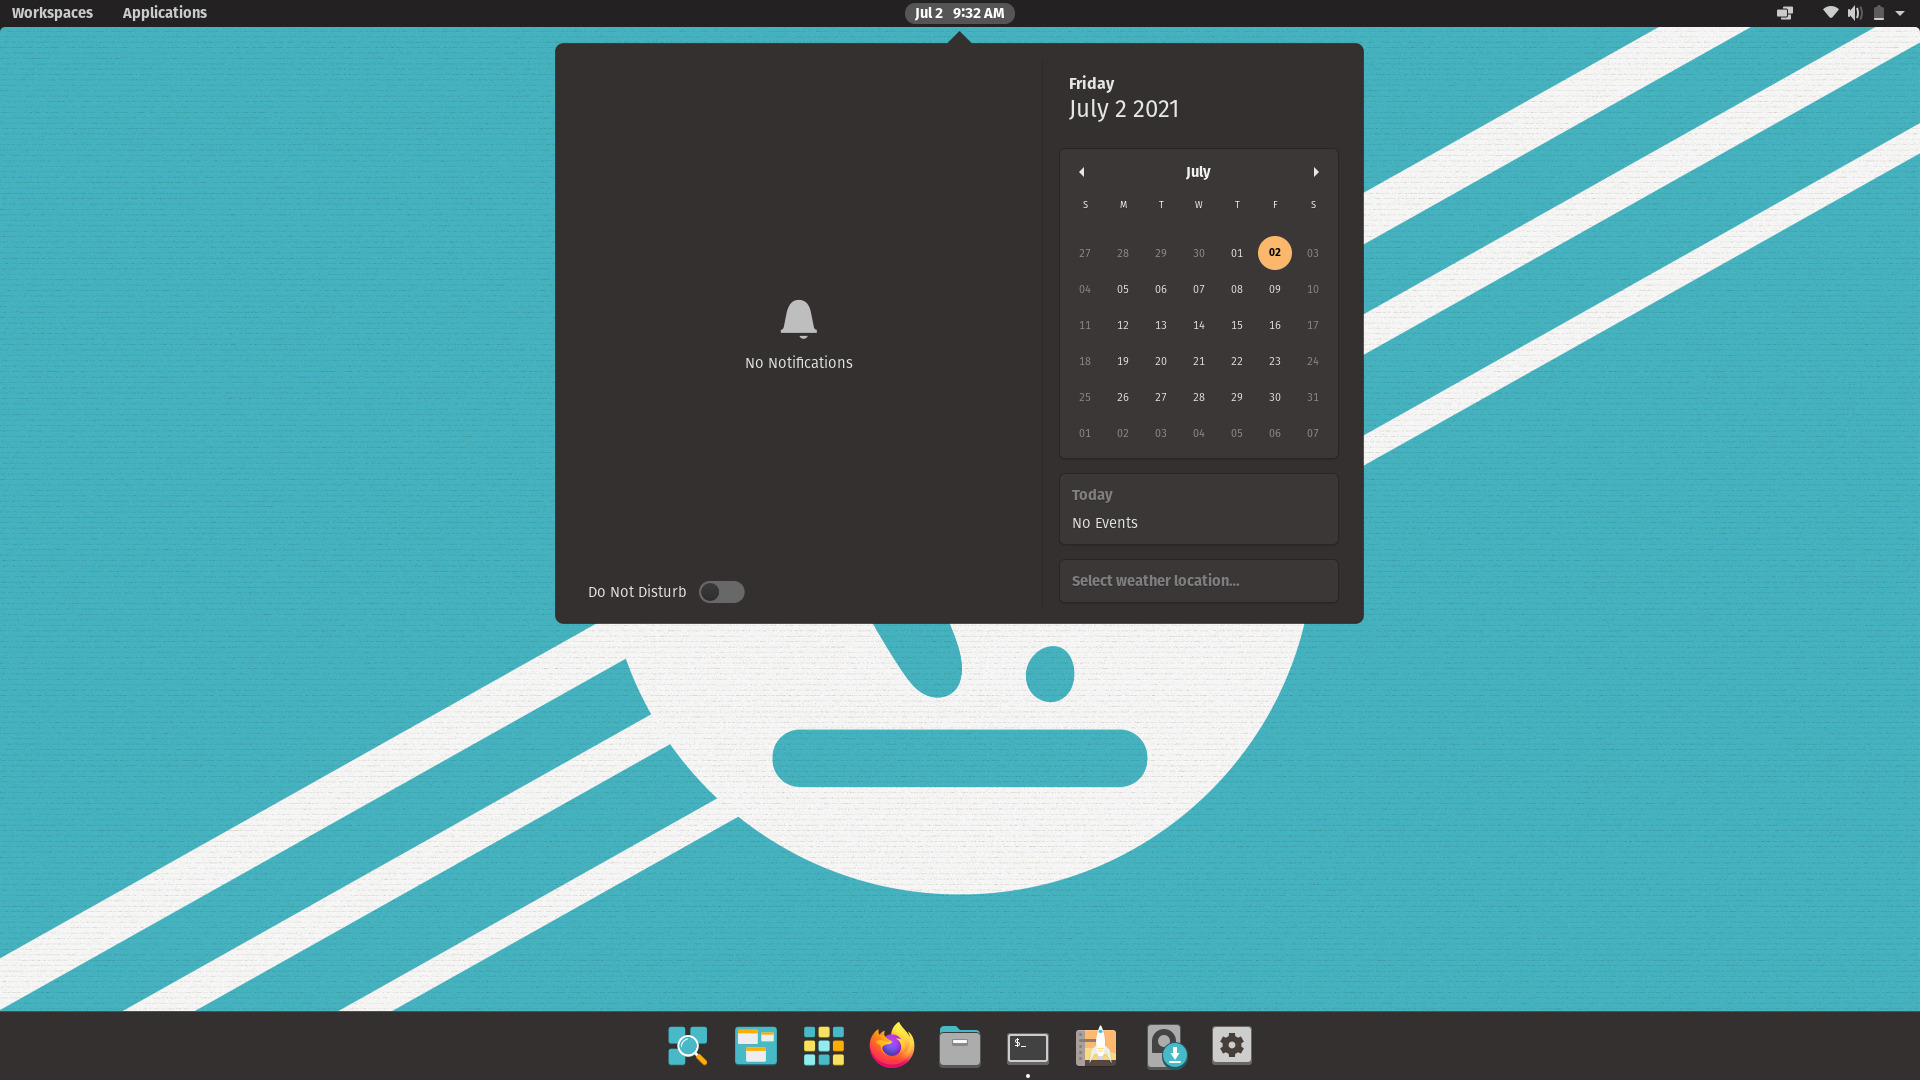 Workspaces Applications Jul 2 9:32 AM
Friday
July 2 2021
July
S M T W T F S
27 28 29 30 01 02 03
04 05 06 07 08 09 10
11 12 13 14 15 16 17
18 19 20 21 22 23 24
25 26 27 28 29 30 31
01 02 03 04 05 06 07
No Notifications
Today
No Events
Select weather location...
Do Not Disturb
$_